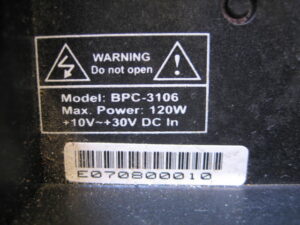 WARNING
Do not open
Model: BPC-3106
Max. Power: 120W
+10V~+30V DC In
E070800010